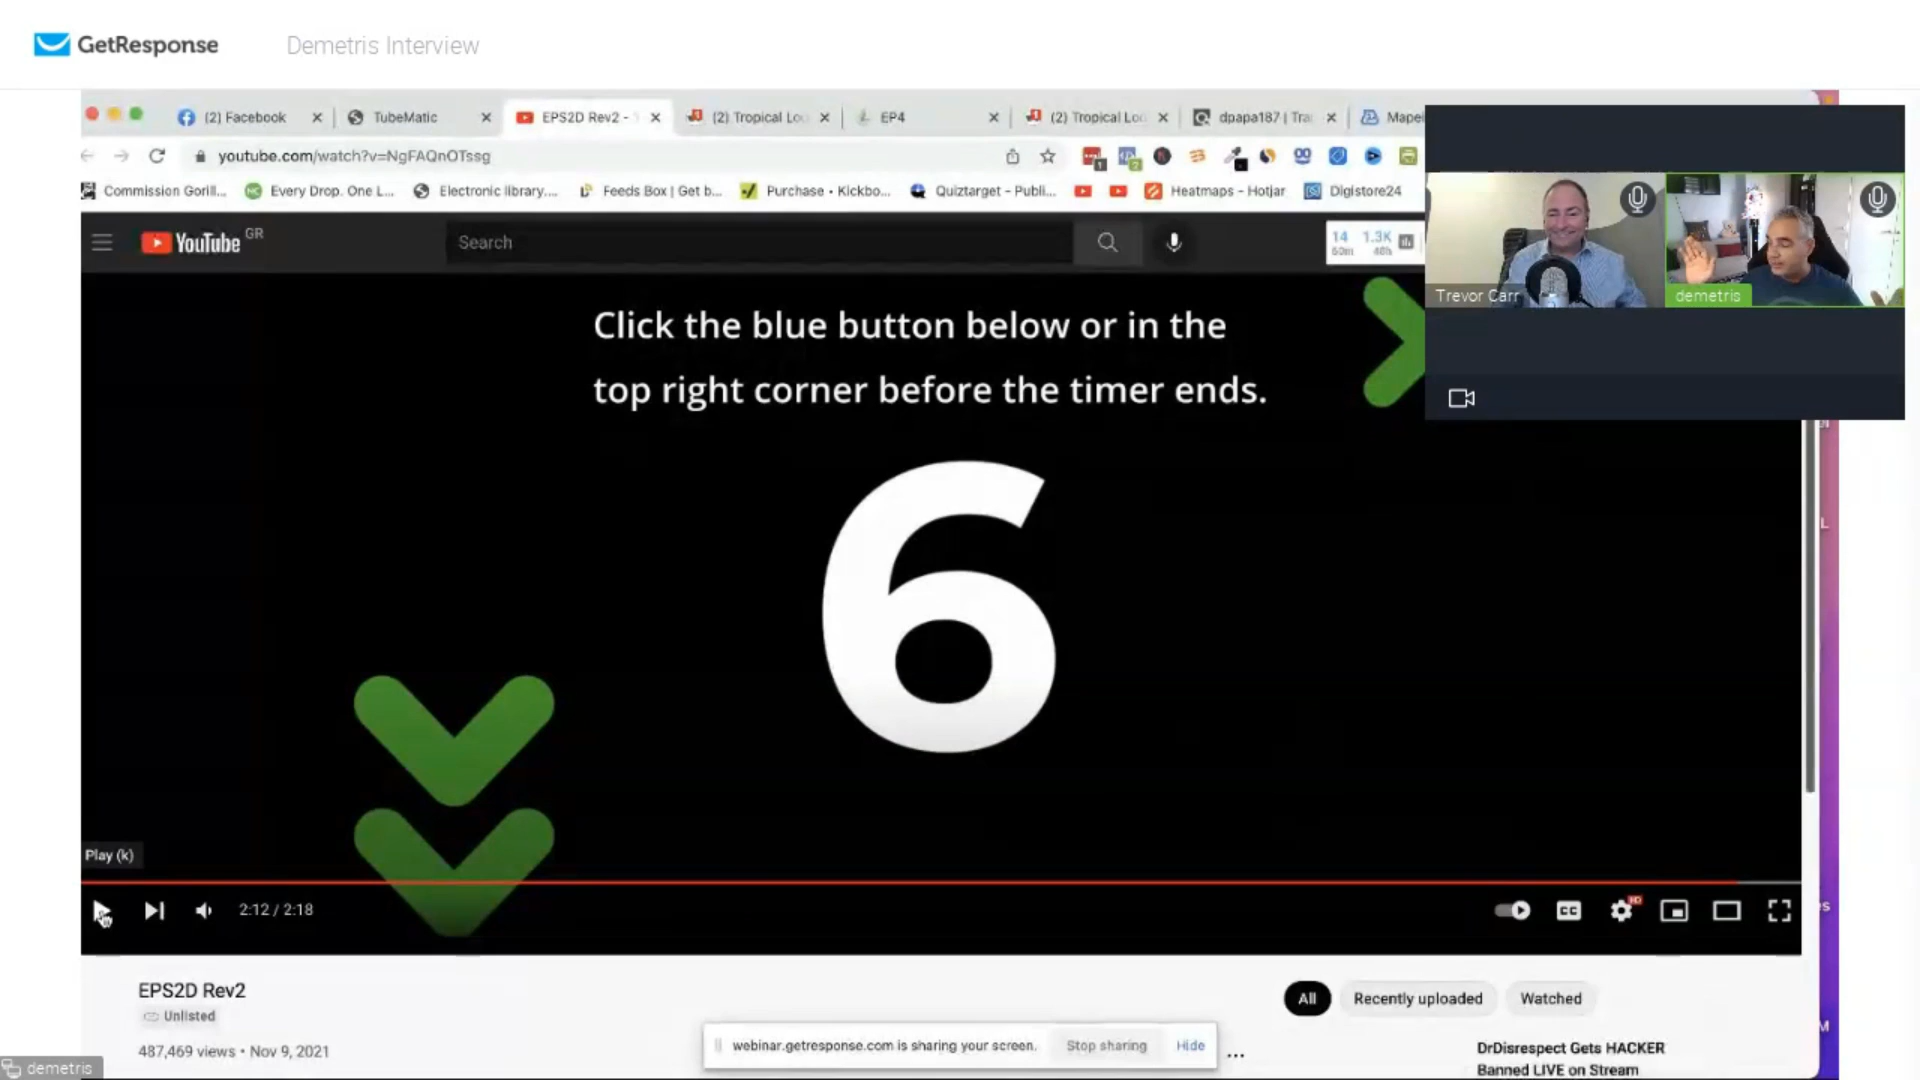 GetResponse
Demetris Interview
(2) Facebook
TubeMatic
EPS2D Rev2 -
(2) Tropical Lo
EP4
(2) Tropical Lo
dpapa187 | Tra
Mape
youtube.com/watch?v=NgFAQnOTssg
Commission Gorill...
Every Drop. One L...
Electronic library....
Feeds Box | Get b...
Purchase • Kickbo...
Quiztarget - Publi...
Heatmaps - Hotjar
Digistore24
YouTube GR
Search
14 1.3K
60m 48h
Trevor Carr
demetris
Click the blue button below or in the
top right corner before the timer ends.
6
Play (k)
2:12 / 2:18
CC
HD
EPS2D Rev2
Unlisted
487,469 views • Nov 9, 2021
All
Recently uploaded
Watched
webinar.getresponse.com is sharing your screen.
Stop sharing
Hide
DrDisrespect Gets HACKER
Banned LIVE on Stream
demetris